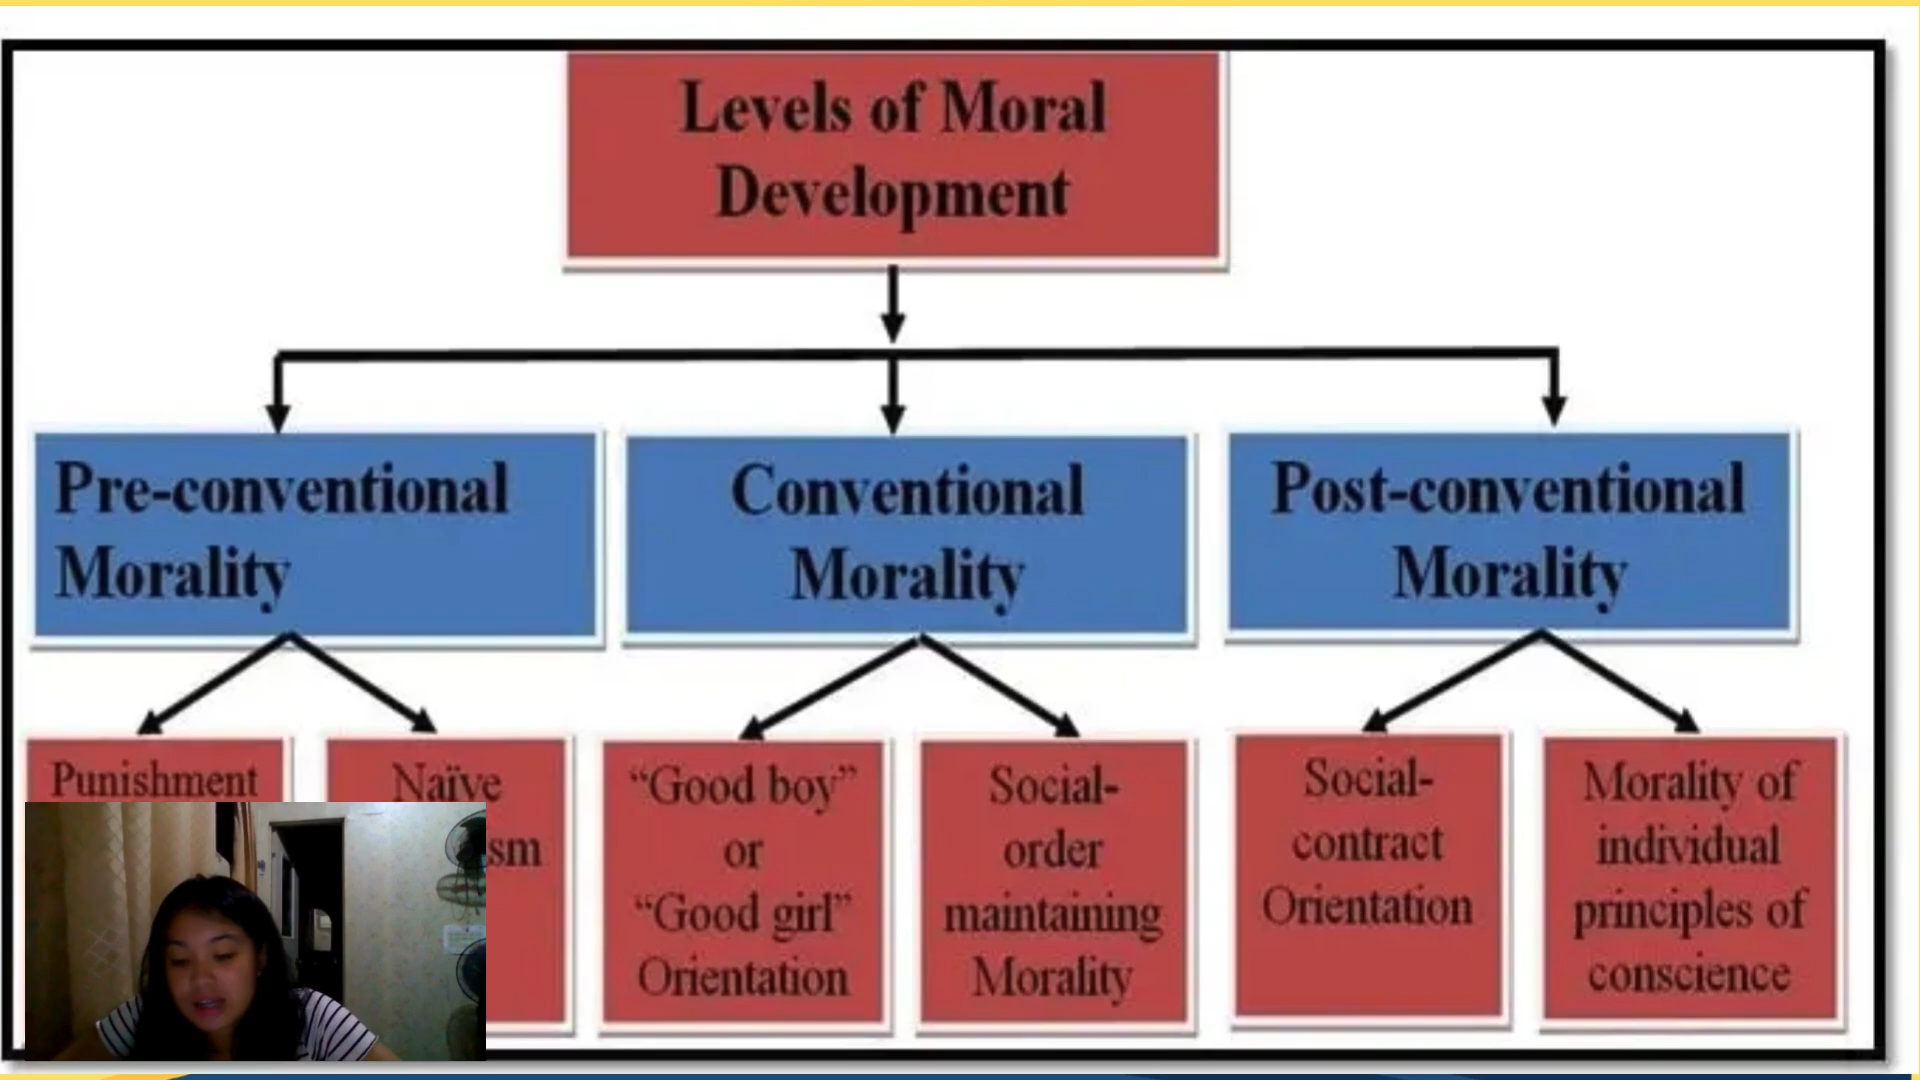 Levels of Moral
Development
Pre-conventional
Morality
Conventional
Morality
Post-conventional
Morality
Punishment
Naïve
“Good boy”
or
“Good girl”
Orientation
Social-
order
maintaining
Morality
Social-
contract
Orientation
Morality of
individual
principles of
conscience